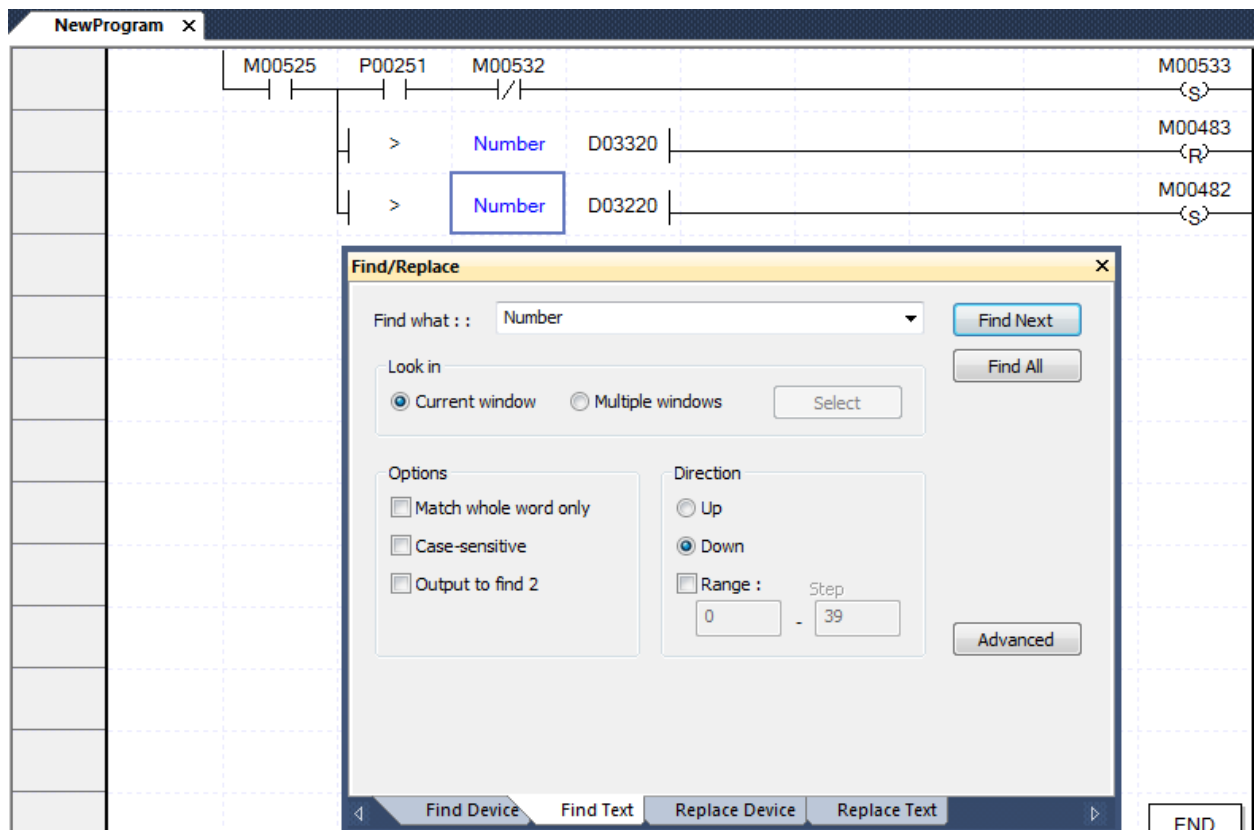 NewProgram X
M00525 P00251 M00532 M00533
S
> Number D03320 M00483
R
> Number D03220 M00482
S
Find/Replace
Find what : : Number Find Next
Look in Find All
Current window Multiple windows Select
Options Direction
Match whole word only Up
Case-sensitive Down
Output to find 2 Range : Step
0 - 39
Advanced
Find Device Find Text Replace Device Replace Text
END